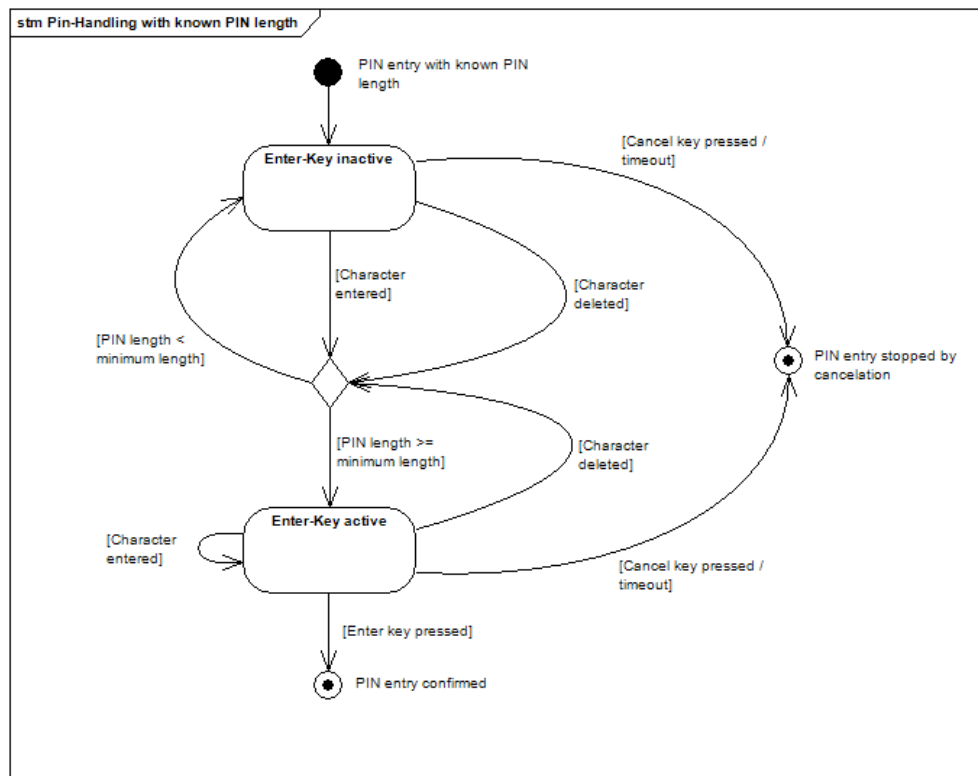 stm Pin-Handling with known PIN length
PIN entry with known PIN
length
Enter-Key inactive
[Cancel key pressed /
timeout]
[Character
entered]
[Character
deleted]
[PIN length <
minimum length]
PIN entry stopped by
cancelation
[PIN length >=
minimum length]
[Character
deleted]
Enter-Key active
[Character
entered]
[Cancel key pressed /
timeout]
[Enter key pressed]
PIN entry confirmed